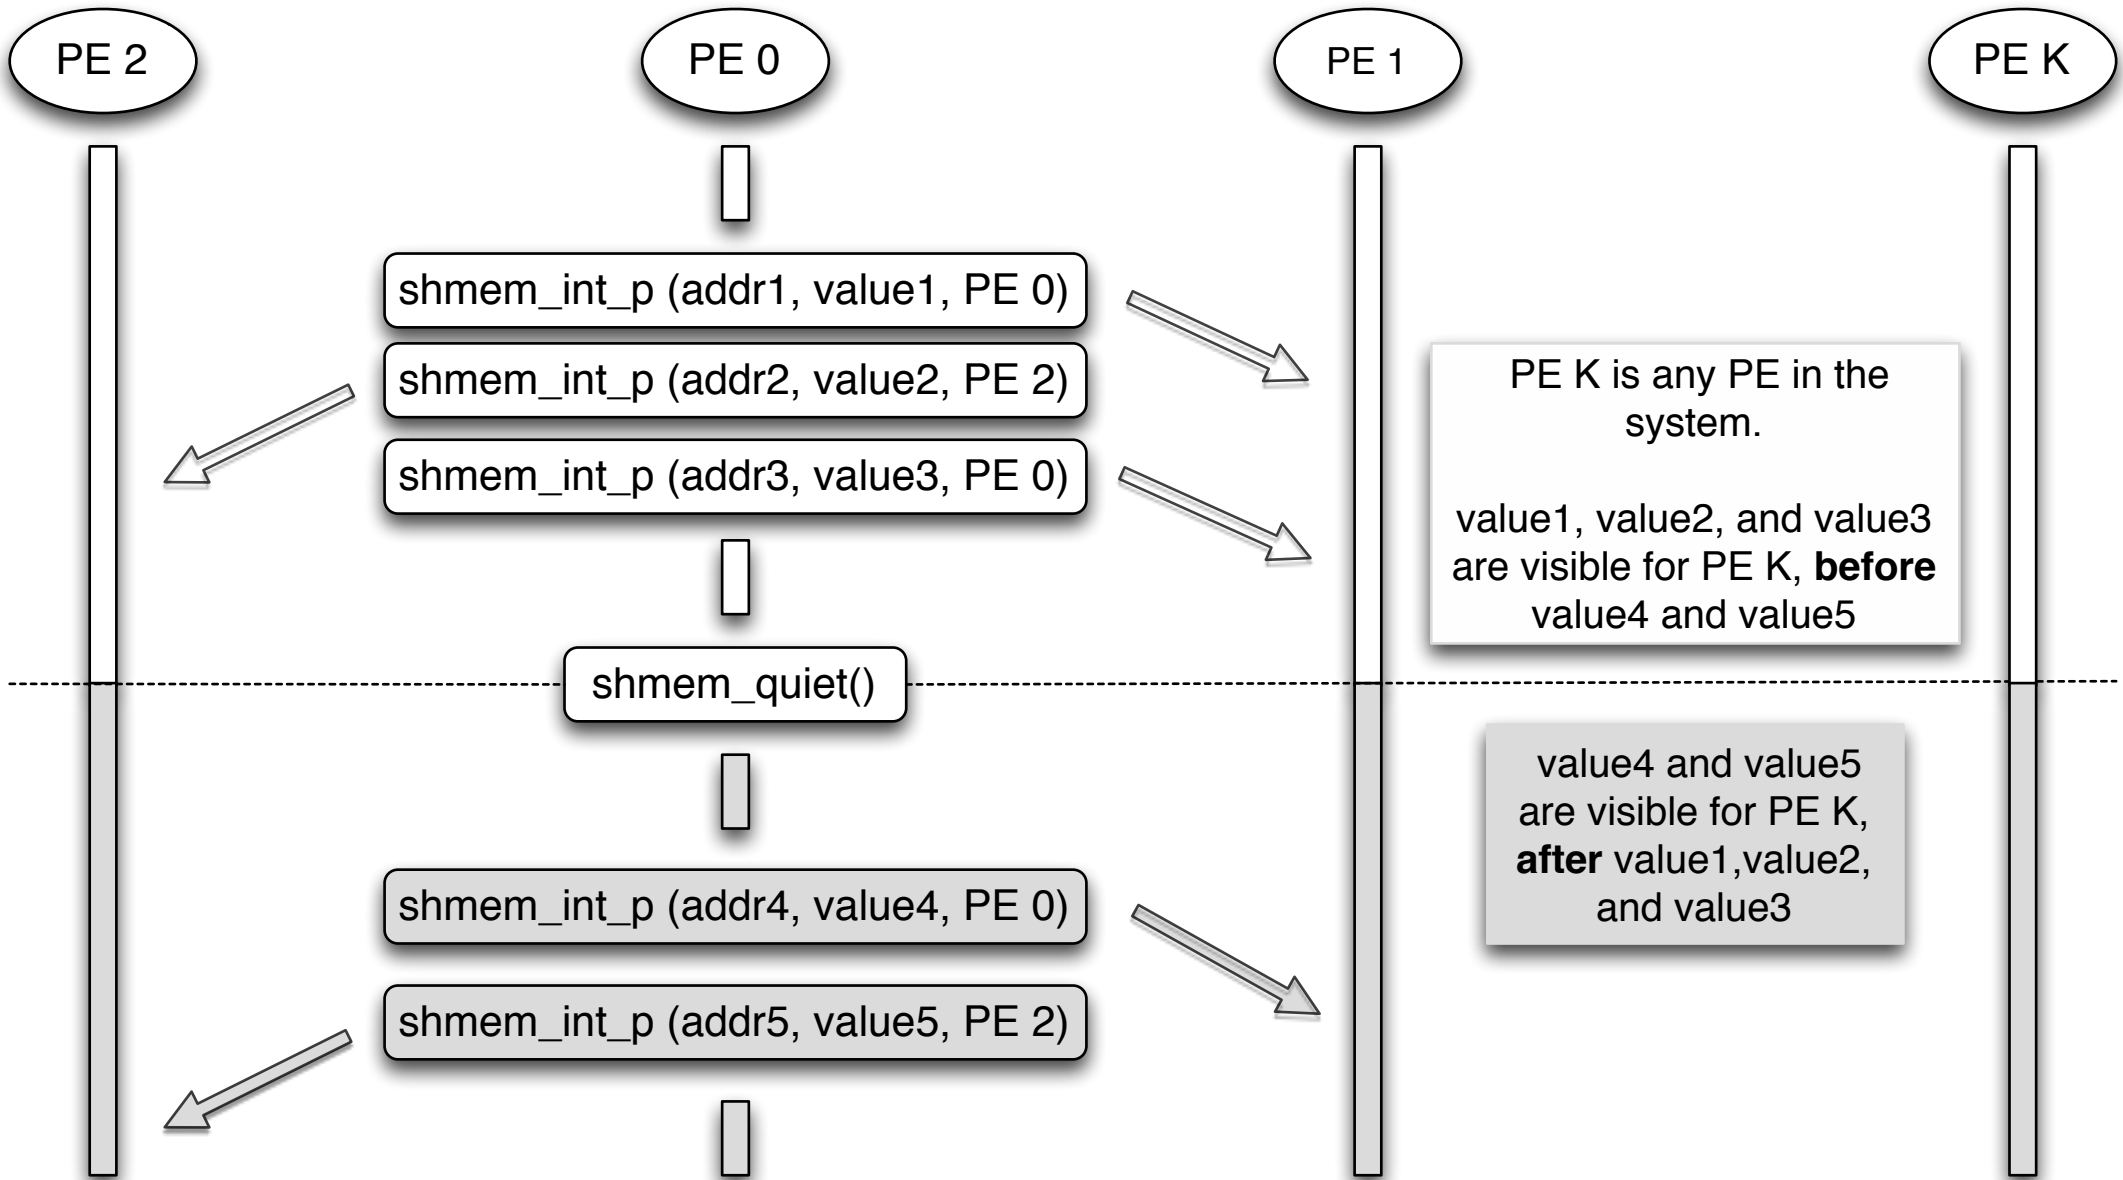 PE 2
PE 0
PE 1
PE K
shmem_int_p (addr1, value1, PE 0)
shmem_int_p (addr2, value2, PE 2)
shmem_int_p (addr3, value3, PE 0)
PE K is any PE in the
system.
value1, value2, and value3
are visible for PE K, before
value4 and value5
shmem_quiet()
value4 and value5
are visible for PE K,
after value1,value2,
and value3
shmem_int_p (addr4, value4, PE 0)
shmem_int_p (addr5, value5, PE 2)